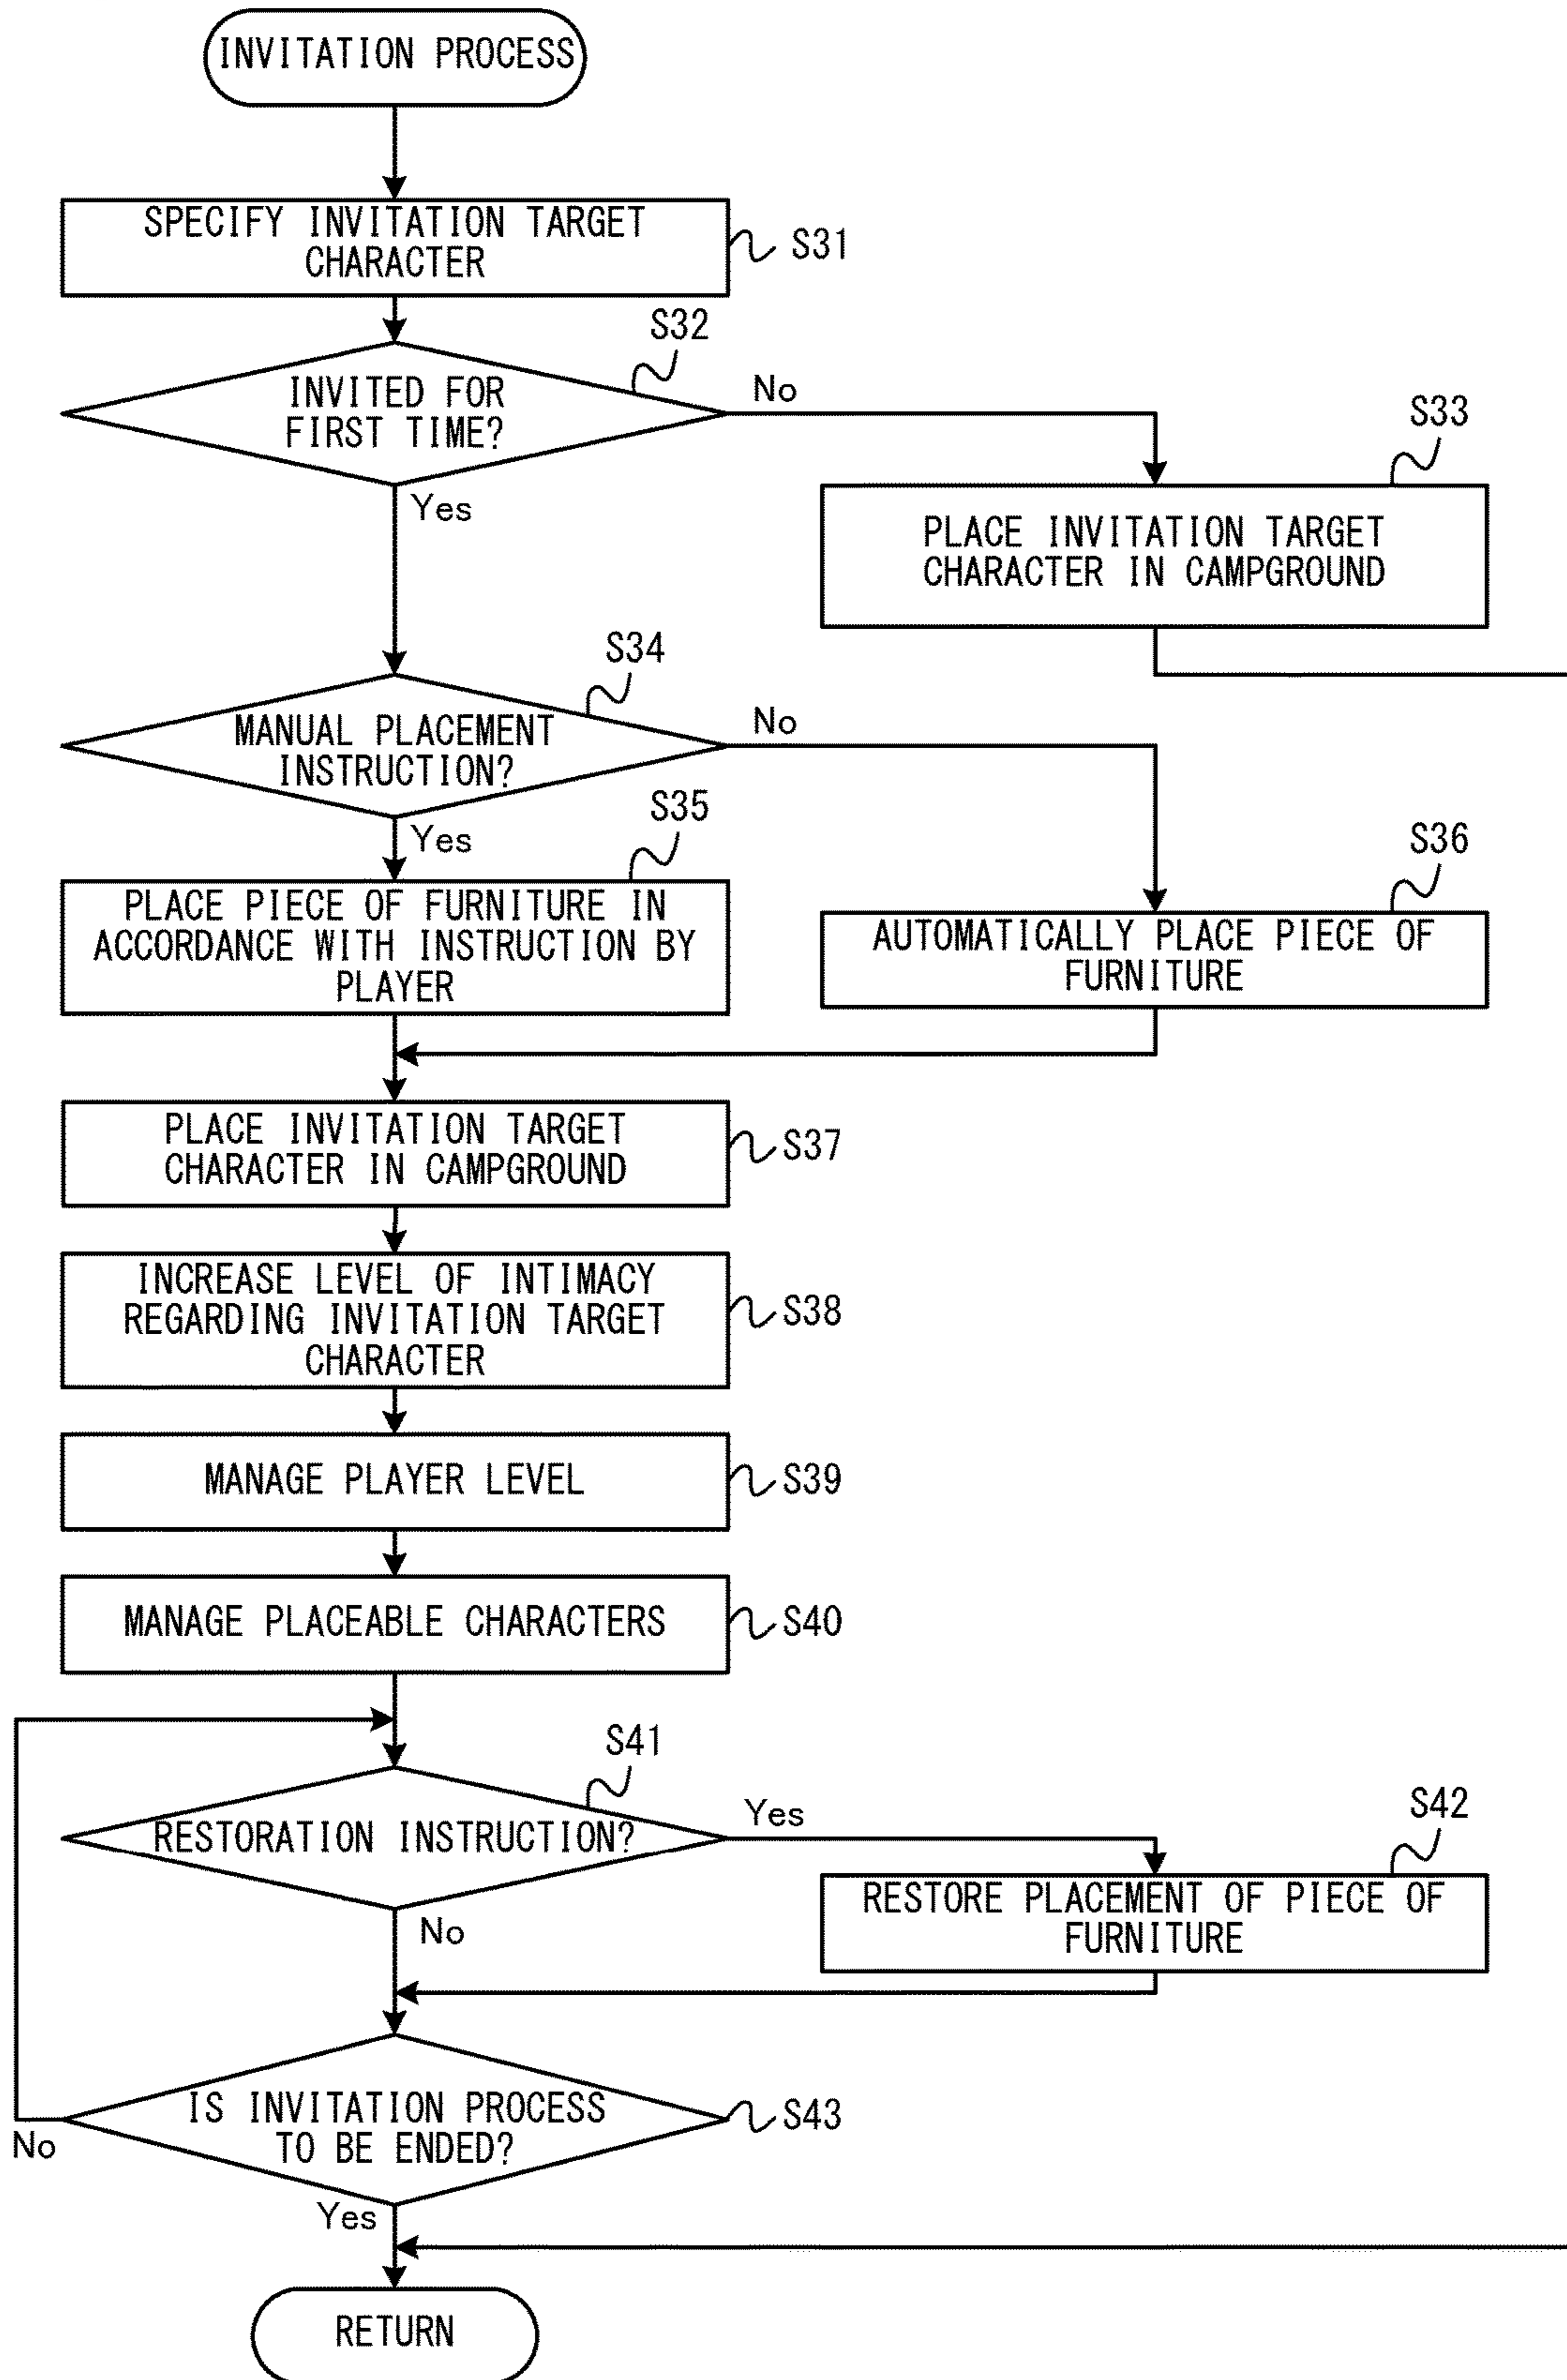 INVITATION PROCESS
SPECIFY INVITATION TARGET
CHARACTER
S31
S32
INVITED FOR
FIRST TIME?
No
Yes
S33
PLACE INVITATION TARGET
CHARACTER IN CAMPGROUND
S34
MANUAL PLACEMENT
INSTRUCTION?
No
Yes
S35
PLACE PIECE OF FURNITURE IN
ACCORDANCE WITH INSTRUCTION BY
PLAYER
S36
AUTOMATICALLY PLACE PIECE OF
FURNITURE
PLACE INVITATION TARGET
CHARACTER IN CAMPGROUND
S37
INCREASE LEVEL OF INTIMACY
REGARDING INVITATION TARGET
CHARACTER
S38
MANAGE PLAYER LEVEL
S39
MANAGE PLACEABLE CHARACTERS
S40
S41
RESTORATION INSTRUCTION?
Yes
No
S42
RESTORE PLACEMENT OF PIECE OF
FURNITURE
IS INVITATION PROCESS
TO BE ENDED?
S43
No
Yes
RETURN